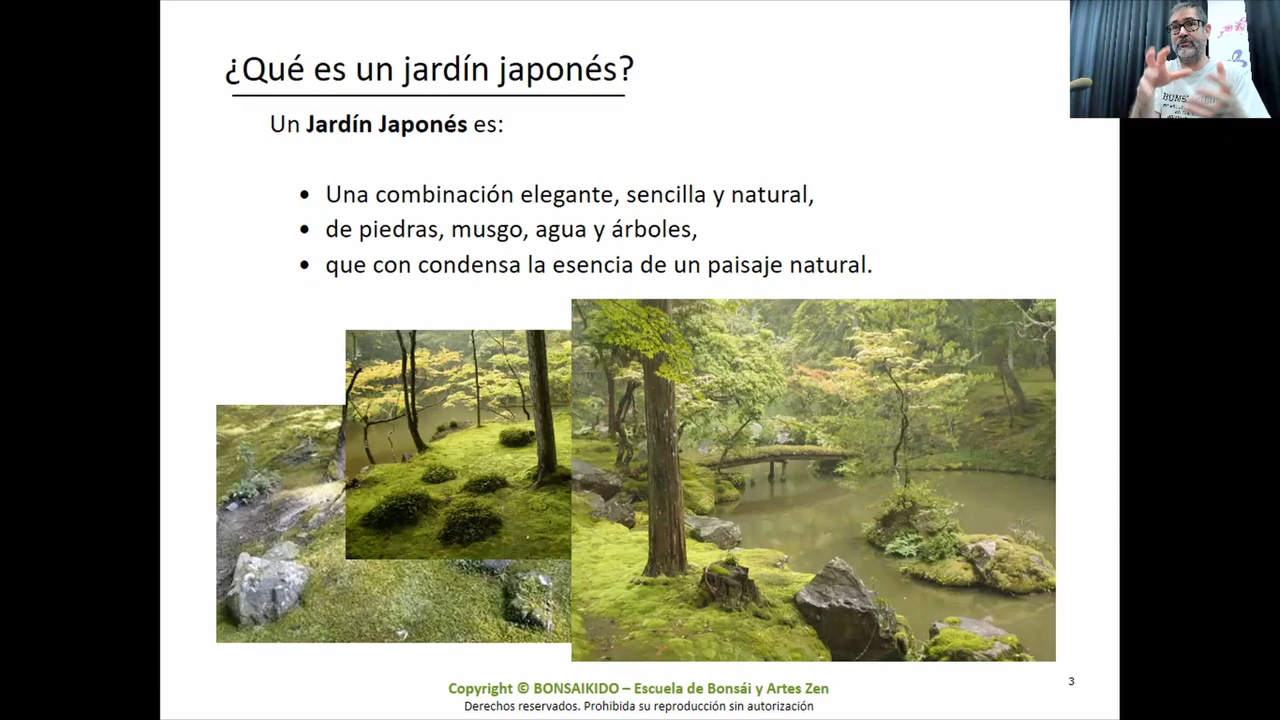 ¿Qué es un jardín japonés?
Un Jardín Japonés es:
• Una combinación elegante, sencilla y natural,
• de piedras, musgo, agua y árboles,
• que con condensa la esencia de un paisaje natural.
3
Copyright © BONSAIKIDO – Escuela de Bonsái y Artes Zen
Derechos reservados. Prohibida su reproducción sin autorización